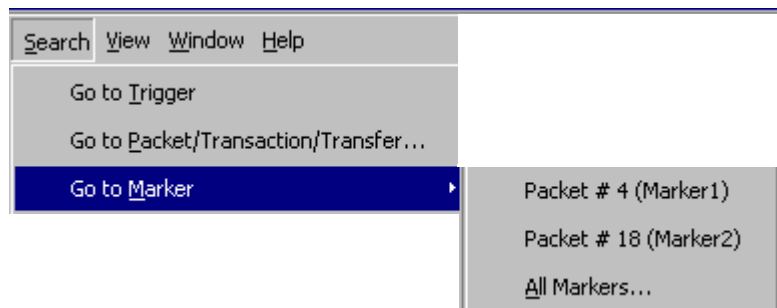 Search View Window Help
Go to Trigger
Go to Packet/Transaction/Transfer...
Go to Marker
Packet # 4 (Marker1)
Packet # 18 (Marker2)
All Markers...